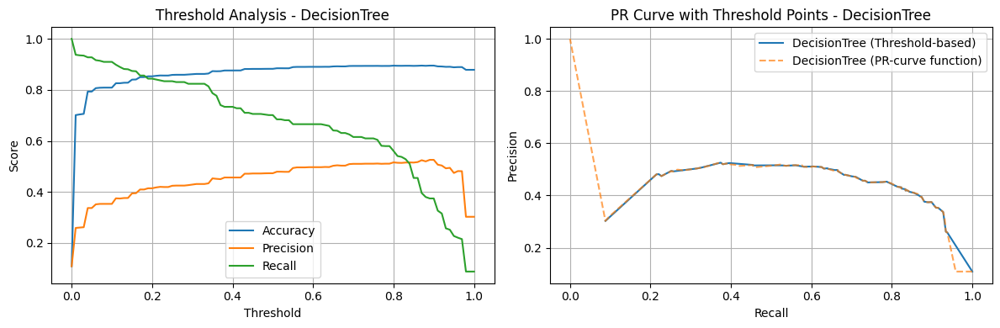 Threshold Analysis - DecisionTree
1.0
0.8
0.6
0.4
0.2
Score
0.0 0.2 0.4 0.6 0.8 1.0
Threshold
Accuracy
Precision
Recall
PR Curve with Threshold Points - DecisionTree
1.0
0.8
0.6
0.4
0.2
Precision
0.0 0.2 0.4 0.6 0.8 1.0
Recall
DecisionTree (Threshold-based)
DecisionTree (PR-curve function)